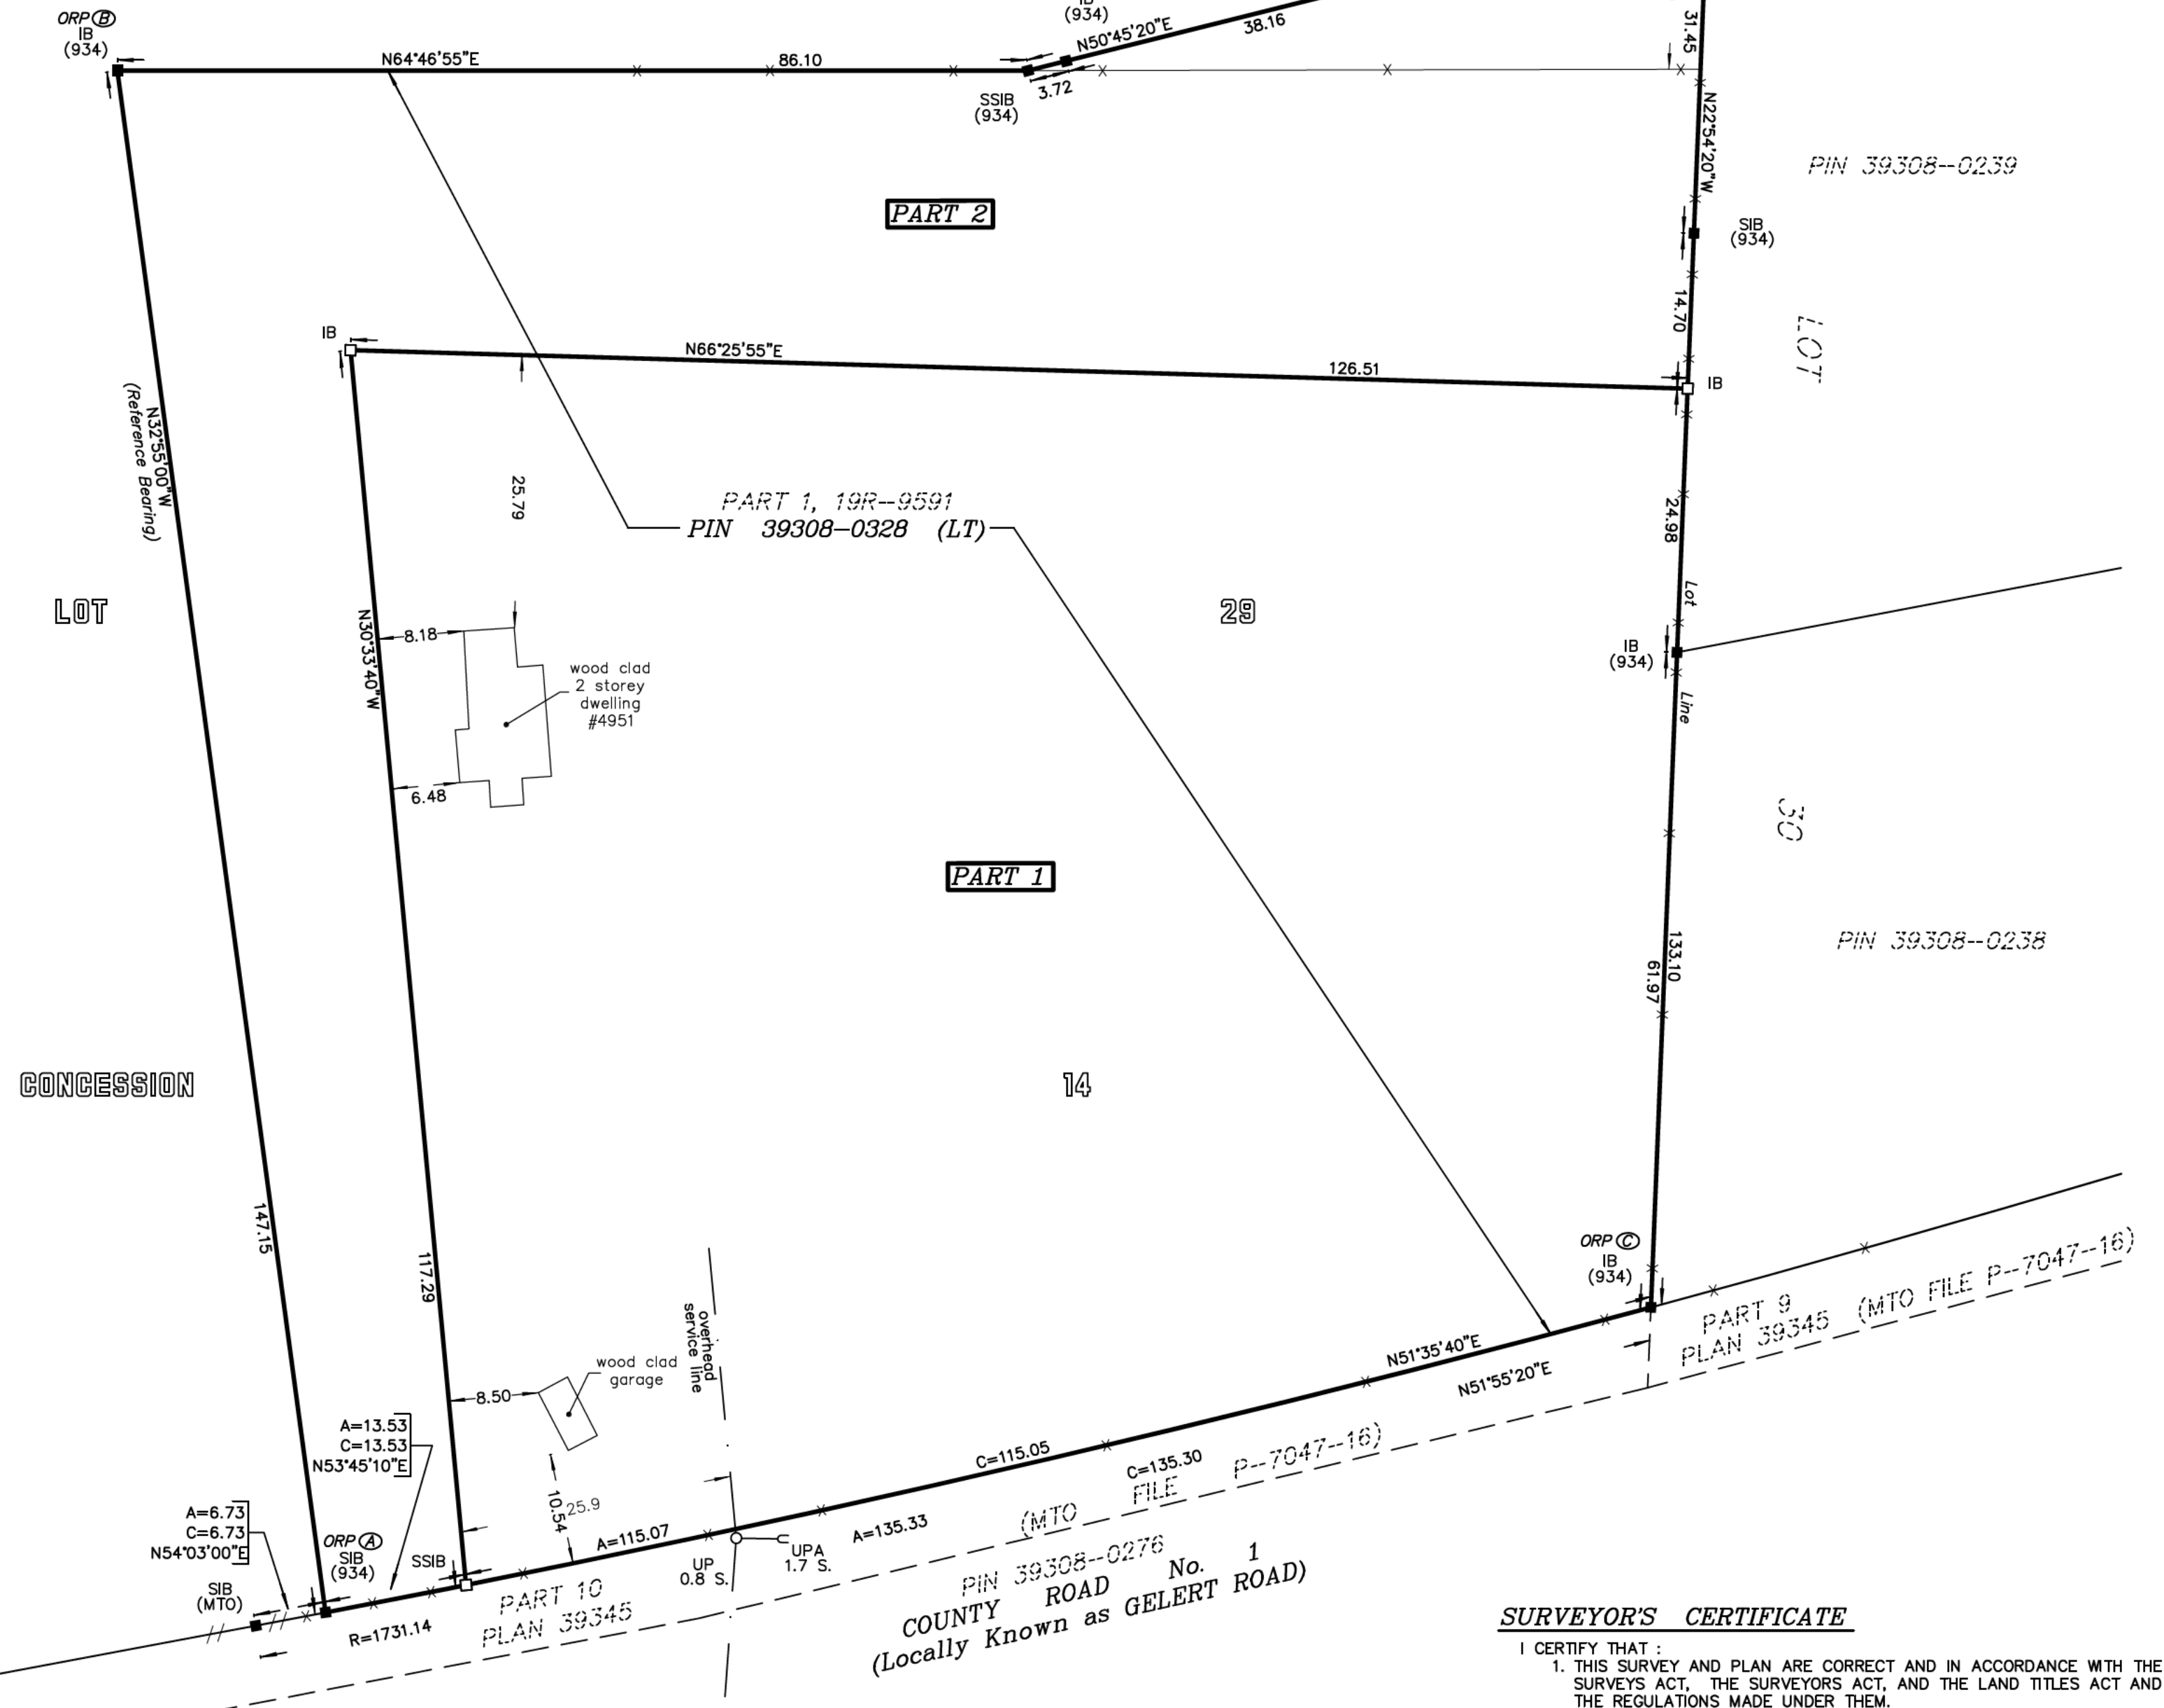 ORP Ⓑ
IB
(934)
N64°46'55"E
86.10
(934)
N50°45'20"E
38.16
3.72
SSIB
(934)
31.45
N22°54'20"W
PIN 39308--0239
PART 2
SIB
(934)
14.70
LOT
IB
N66°25'55"E
126.51
IB
N32°55'00"W
(Reference Bearing)
25.79
PART 1, 19R--9591
PIN 39308-0328 (LT)
24.98
Lot
Line
LOT
29
N30°33'40"W
8.18
wood clad
2 storey
dwelling
#4951
6.48
IB
(934)
30
PART 1
133.10
61.97
PIN 39308--0238
CONCESSION
14
147.15
117.29
overhead
service line
wood clad
garage
8.50
10.54
25.9
ORP Ⓒ
IB
(934)
PART 9
PLAN 39345 (MTO FILE P--7047--16)
N51°35'40"E
N51°55'20"E
C=115.05
C=135.30
A=13.53
C=13.53
N53°45'10"E
A=6.73
C=6.73
N54°03'00"E
ORP Ⓐ
SIB
(934)
SSIB
SIB
(MTO)
A=115.07
A=135.33
UP
0.8 S.
UPA
1.7 S.
(MTO FILE P--7047--16)
R=1731.14
PART 10
PLAN 39345
PIN 39308--0276
COUNTY ROAD No. 1
(Locally Known as GELERT ROAD)
SURVEYOR'S CERTIFICATE
I CERTIFY THAT :
1. THIS SURVEY AND PLAN ARE CORRECT AND IN ACCORDANCE WITH THE
SURVEYS ACT, THE SURVEYORS ACT, AND THE LAND TITLES ACT AND
THE REGULATIONS MADE UNDER THEM.